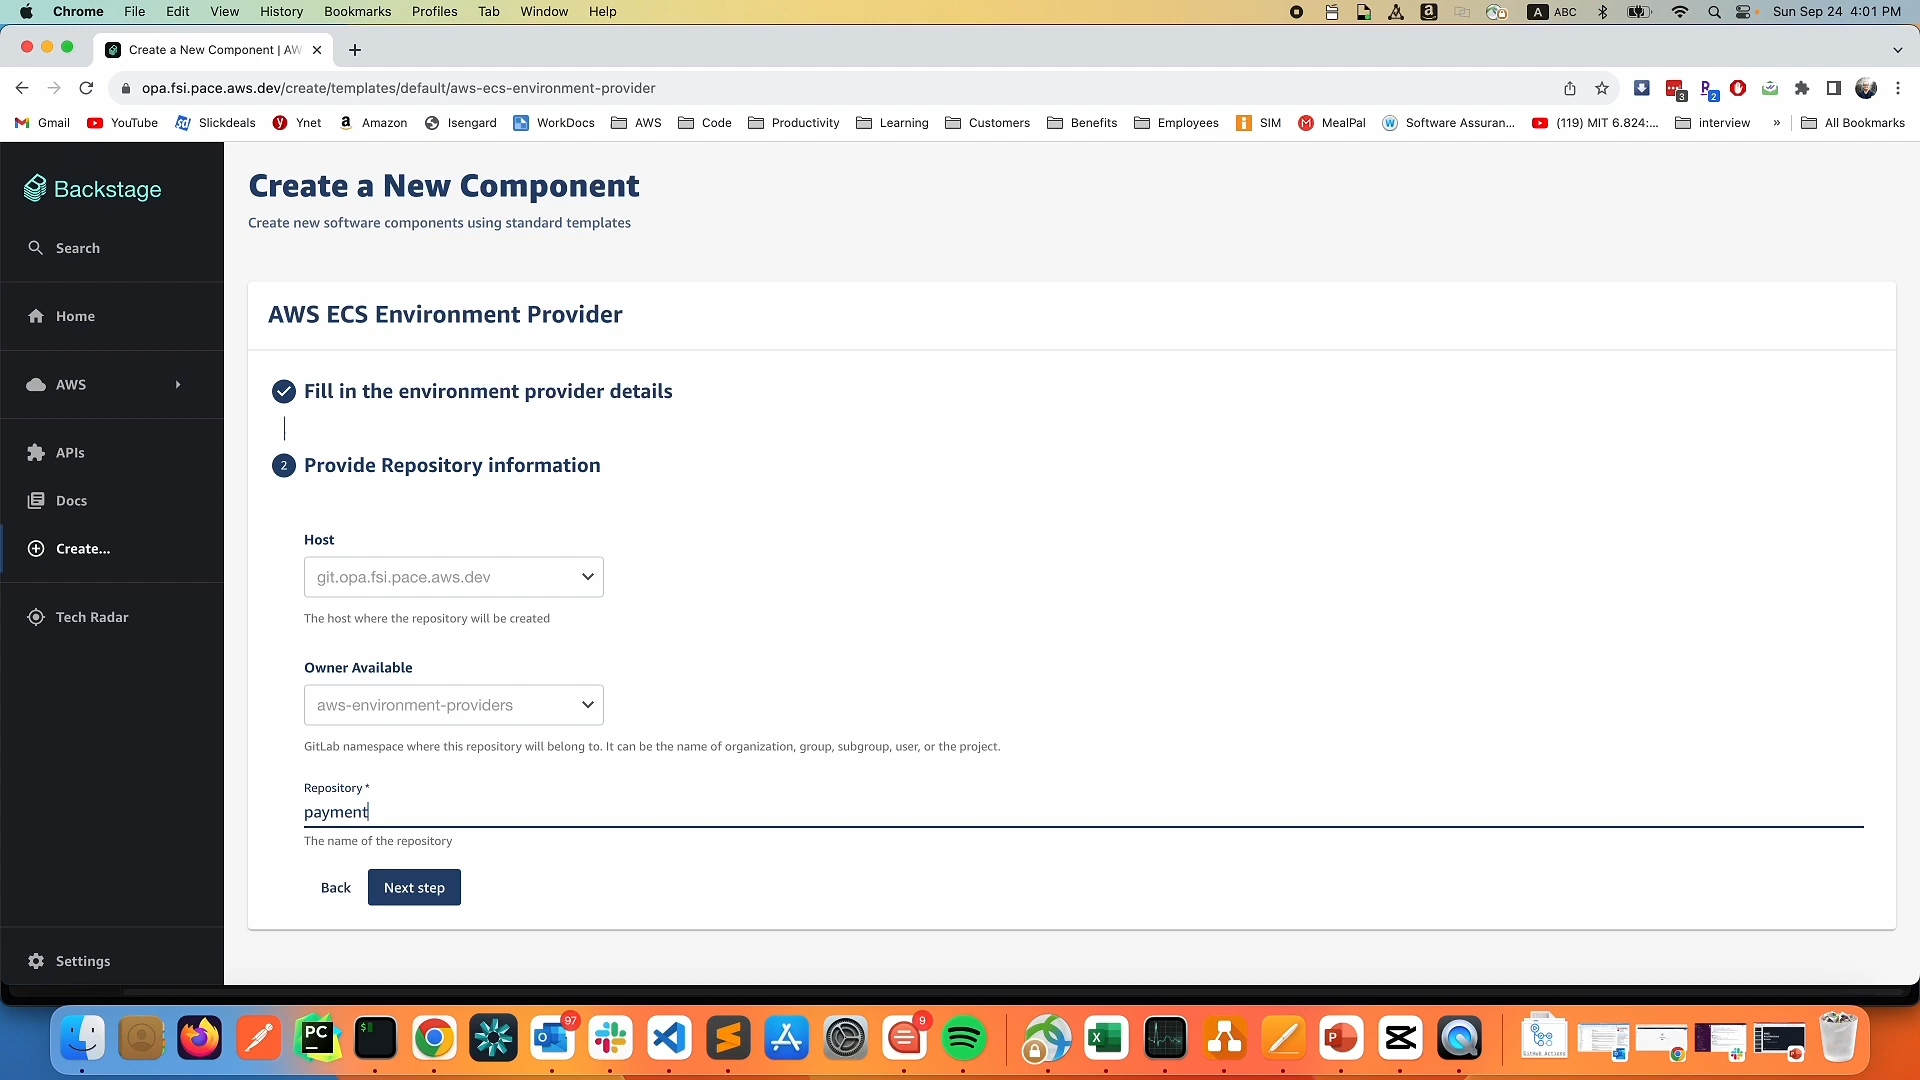 Chrome File Edit View History Bookmarks Profiles Tab Window Help A ABC Sun Sep 24 4:01 PM
Create a New Component | AW
opa.fsi.pace.aws.dev/create/templates/default/aws-ecs-environment-provider
3 2
Gmail YouTube Slickdeals Ynet Amazon Isengard WorkDocs AWS Code Productivity Learning Customers Benefits Employees SIM MealPal Software Assuran... (119) MIT 6.824:... interview » All Bookmarks
Backstage
Search
Home
AWS
APIs
Docs
Create...
Tech Radar
Settings
Create a New Component
Create new software components using standard templates
AWS ECS Environment Provider
Fill in the environment provider details
2 Provide Repository information
Host
git.opa.fsi.pace.aws.dev
The host where the repository will be created
Owner Available
aws-environment-providers
GitLab namespace where this repository will belong to. It can be the name of organization, group, subgroup, user, or the project.
Repository *
payment
The name of the repository
Back Next step
PC 97 9